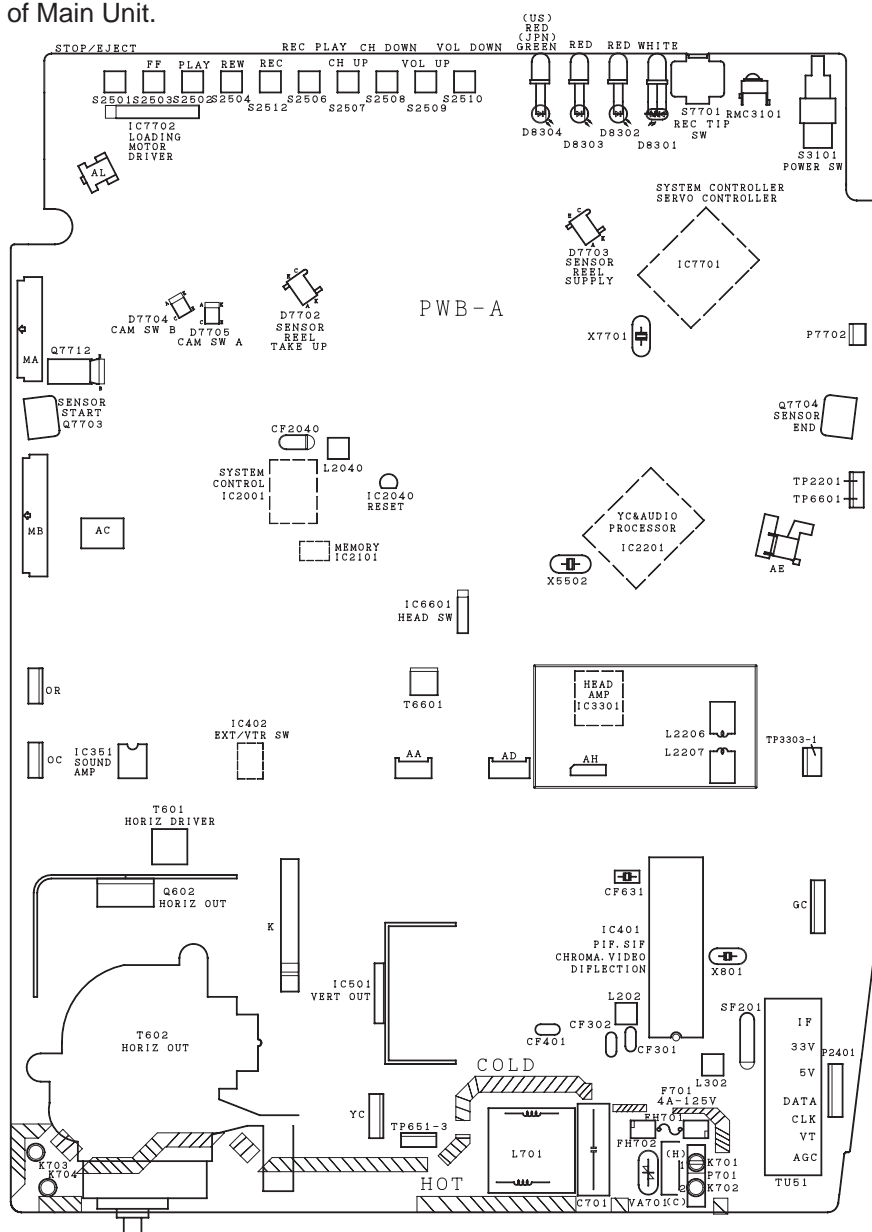 of Main Unit.
(US)
RED
(JPN)
GREEN
RED
RED
WHITE
STOP/EJECT
REC PLAY
CH DOWN
VOL DOWN
FF
PLAY
REW
REC
CH UP
VOL UP
S2501
S2503
S2502
S2504
S2512
S2506
S2507
S2508
S2509
S2510
IC7702
LOADING
MOTOR
DRIVER
AL
D8304
D8303
D8302
D8301
S7701
REC TIP
SW
RMC3101
S3101
POWER SW
SYSTEM CONTROLLER
SERVO CONTROLLER
IC7701
E
C
A
K
D7703
SENSOR
REEL
SUPPLY
E
C
A
K
D7702
SENSOR
REEL
TAKE UP
D7704
CAM SW B
D7705
CAM SW A
PWB-A
X7701
P7702
MA
Q7712
B
SENSOR
START
Q7703
Q7704
SENSOR
END
CF2040
L2040
SYSTEM
CONTROL
IC2001
IC2040
RESET
TP2201
TP6601
MB
AC
MEMORY
IC2101
YC&AUDIO
PROCESSOR
IC2201
X5502
AE
IC6601
HEAD SW
OR
T6601
HEAD
AMP
IC3301
L2206
L2207
TP3303-1
OC
IC351
SOUND
AMP
IC402
EXT/VTR SW
AA
AD
AH
T601
HORIZ DRIVER
Q602
HORIZ OUT
K
CF631
GC
IC401
PIF.SIF
CHROMA.VIDEO
DIFLECTION
X801
IC501
VERT OUT
L202
SF201
CF401
CF302
CF301
T602
HORIZ OUT
IF
33V
5V
DATA
CLK
VT
AGC
TU51
P2401
L302
COLD
F701
4A-125V
FH701
FH702
YC
TP651-3
L701
C701
HOT
K703
K704
VA701
(H)
1
2
(C)
K701
P701
K702